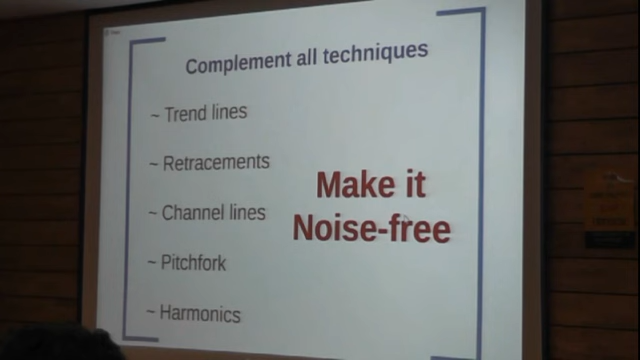 Complement all techniques
~ Trend lines
~ Retracements
~ Channel lines
~ Pitchfork
~ Harmonics
Make it
Noise-free